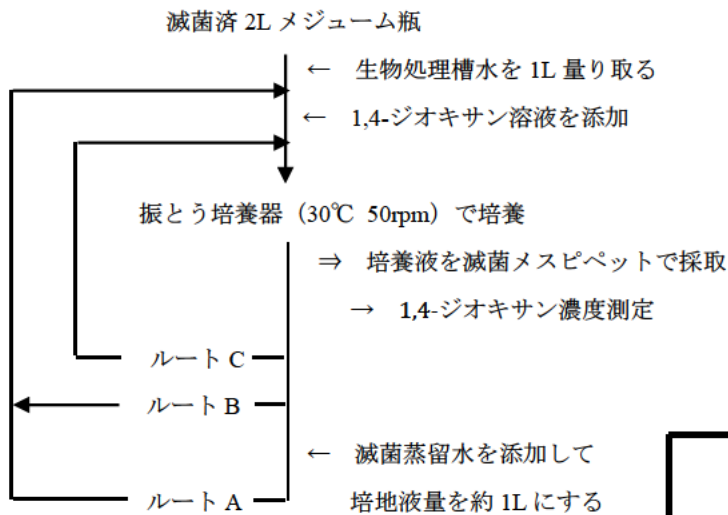 滅菌済 2L メジューム瓶
← 生物処理槽水を 1L 量り取る
← 1,4-ジオキサン溶液を添加
振とう培養器（30℃ 50rpm）で培養
⇒ 培養液を滅菌メスピペットで採取
→ 1,4-ジオキサン濃度測定
ルート C
ルート B
← 滅菌蒸留水を添加して
培地液量を約 1L にする
ルート A